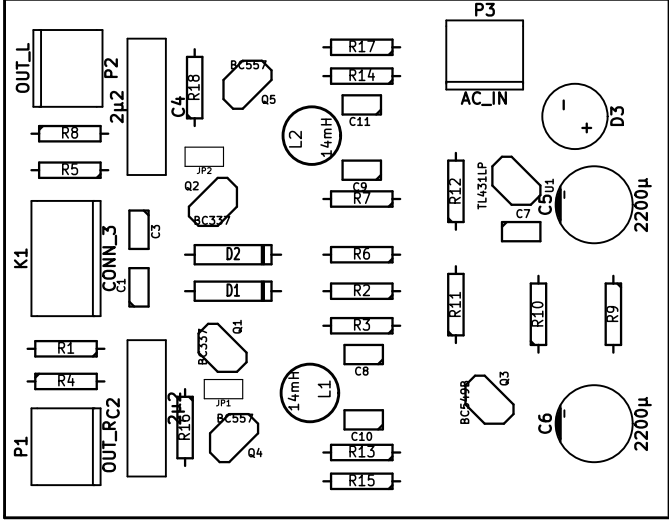 P3
R17
OUT_L
P2
2µ2
C4
R18
BC557
Q5
R14
AC_IN
C11
D3
R8
L2
14mH
JP2
R5
C9
Q2
R7
BC337
R12
TL431LP
U1
C5
C7
2200µ
K1
CONN_3
C3
C1
D2
R6
D1
R2
R11
R10
R9
R3
R1
BC337
Q1
C8
R4
JP1
14mH
L1
BC549B
Q3
P1
OUT_R
C2
2µ2
R16
BC557
Q4
C10
C6
2200µ
R13
R15